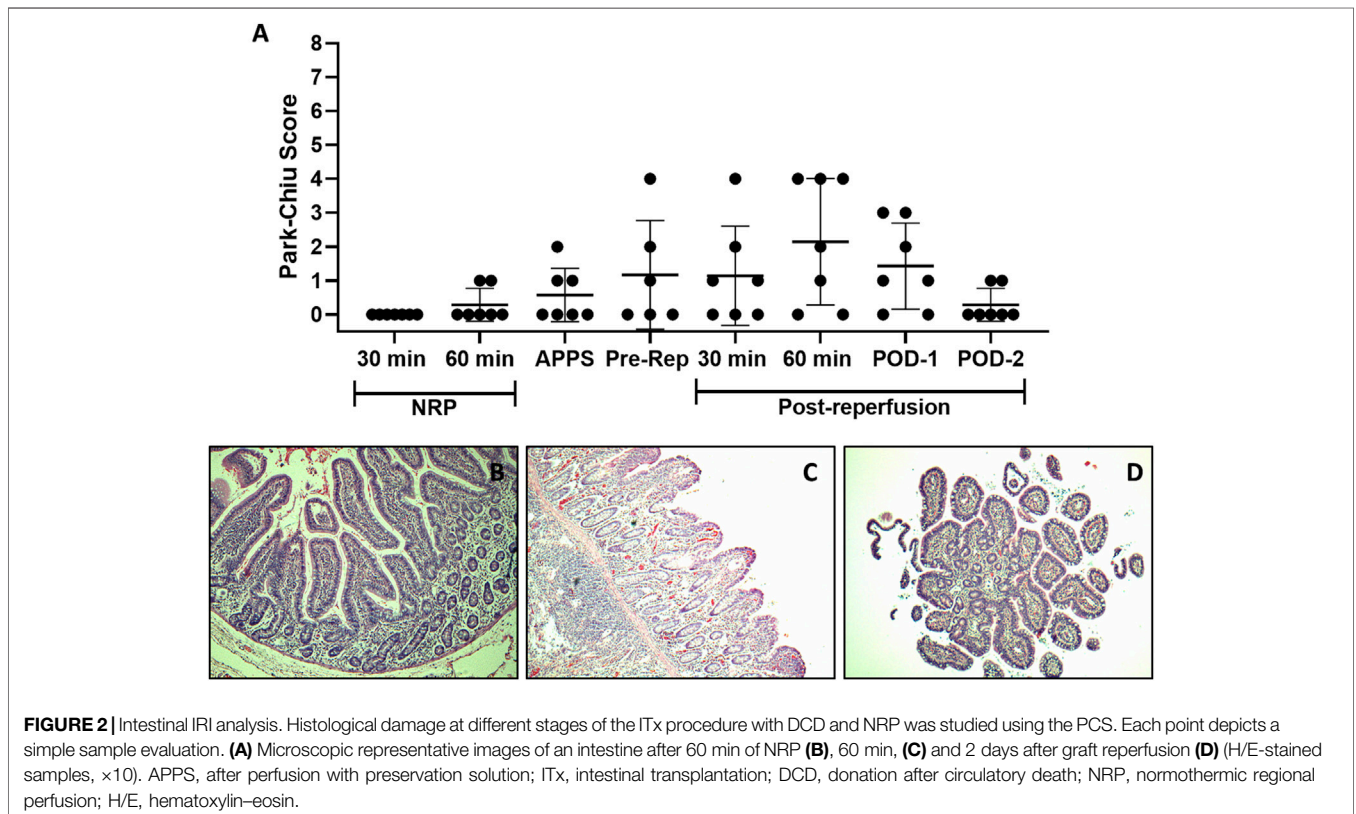 A
8
7
6
5
4
3
2
1
0
Park-Chiu Score
30 min 60 min APPS Pre-Rep 30 min 60 min POD-1 POD-2
NRP Post-reperfusion
B C D
FIGURE 2 | Intestinal IRI analysis. Histological damage at different stages of the ITx procedure with DCD and NRP was studied using the PCS. Each point depicts a
simple sample evaluation. (A) Microscopic representative images of an intestine after 60 min of NRP (B), 60 min, (C) and 2 days after graft reperfusion (D) (H/E-stained
samples, ×10). APPS, after perfusion with preservation solution; ITx, intestinal transplantation; DCD, donation after circulatory death; NRP, normothermic regional
perfusion; H/E, hematoxylin–eosin.